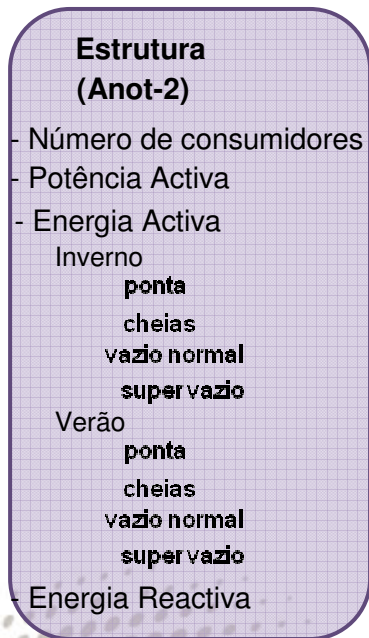 Estrutura
(Anot-2)
- Número de consumidores
- Potência Activa
- Energia Activa
Inverno
ponta
cheias
vazio normal
super vazio
Verão
ponta
cheias
vazio normal
super vazio
- Energia Reactiva